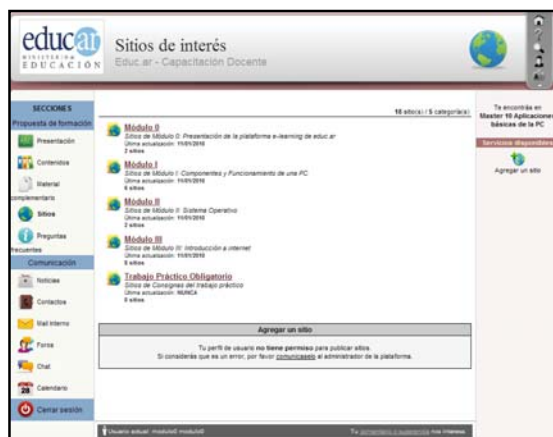 educ.ar
MINISTERIO
EDUCACIÓN
Sitios de interés
Educ.ar - Capacitación Docente
SECCIONES
Propuesta de formación
Presentación
Contenidos
Material
complementario
Sitios
Preguntas
frecuentes
Comunicación
Noticias
Contactos
Mail Interno
Foros
Chat
Calendario
Cerrar sesión
sitio(s) / 5 categoría(s)
Módulo 0
Sitios de Módulo 0: Presentación de la plataforma e-learning de educ.ar
Última actualización: 11/01/2010
2 sitios
Módulo I
Sitios de Módulo I: Componentes y Funcionamiento de una PC
Última actualización: 11/01/2010
6 sitios
Módulo II
Sitios de Módulo II: Sistema Operativo
Última actualización: 11/01/2010
2 sitios
Módulo III
Sitios de Módulo III: Introducción a internet
Última actualización: 11/01/2010
sitios
Trabajo Práctico Obligatorio
Sitios de Consignas del trabajo práctico
Última actualización: NUNCA
0 sitios
Agregar un sitio
Tu perfil de usuario no tiene permiso para publicar sitios.
Si considerás que es un error, por favor comunicaselo al administrador de la plataforma.
Te encontrás en
Master 10 Aplicaciones
básicas de la PC
Servicios disponibles
Agregar un sitio
Usuario actual: modulo0 modulo0
Tu comentario o sugerencia nos interesa